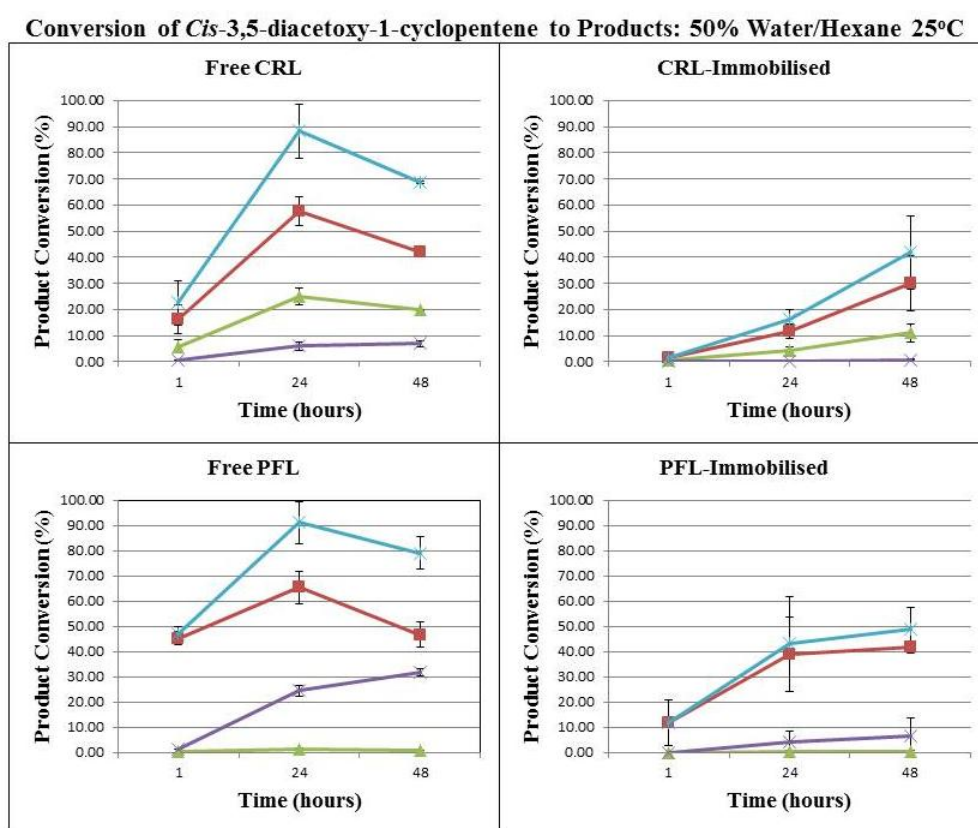 Conversion of Cis-3,5-diacetoxy-1-cyclopentene to Products: 50% Water/Hexane 25°C
Free CRL
Product Conversion (%)
100.00
90.00
80.00
70.00
60.00
50.00
40.00
30.00
20.00
10.00
0.00
1 24 48
Time (hours)
CRL-Immobilised
Product Conversion (%)
100.00
90.00
80.00
70.00
60.00
50.00
40.00
30.00
20.00
10.00
0.00
1 24 48
Time (hours)
Free PFL
Product Conversion (%)
100.00
90.00
80.00
70.00
60.00
50.00
40.00
30.00
20.00
10.00
0.00
1 24 48
Time (hours)
PFL-Immobilised
Product Conversion (%)
100.00
90.00
80.00
70.00
60.00
50.00
40.00
30.00
20.00
10.00
0.00
1 24 48
Time (hours)